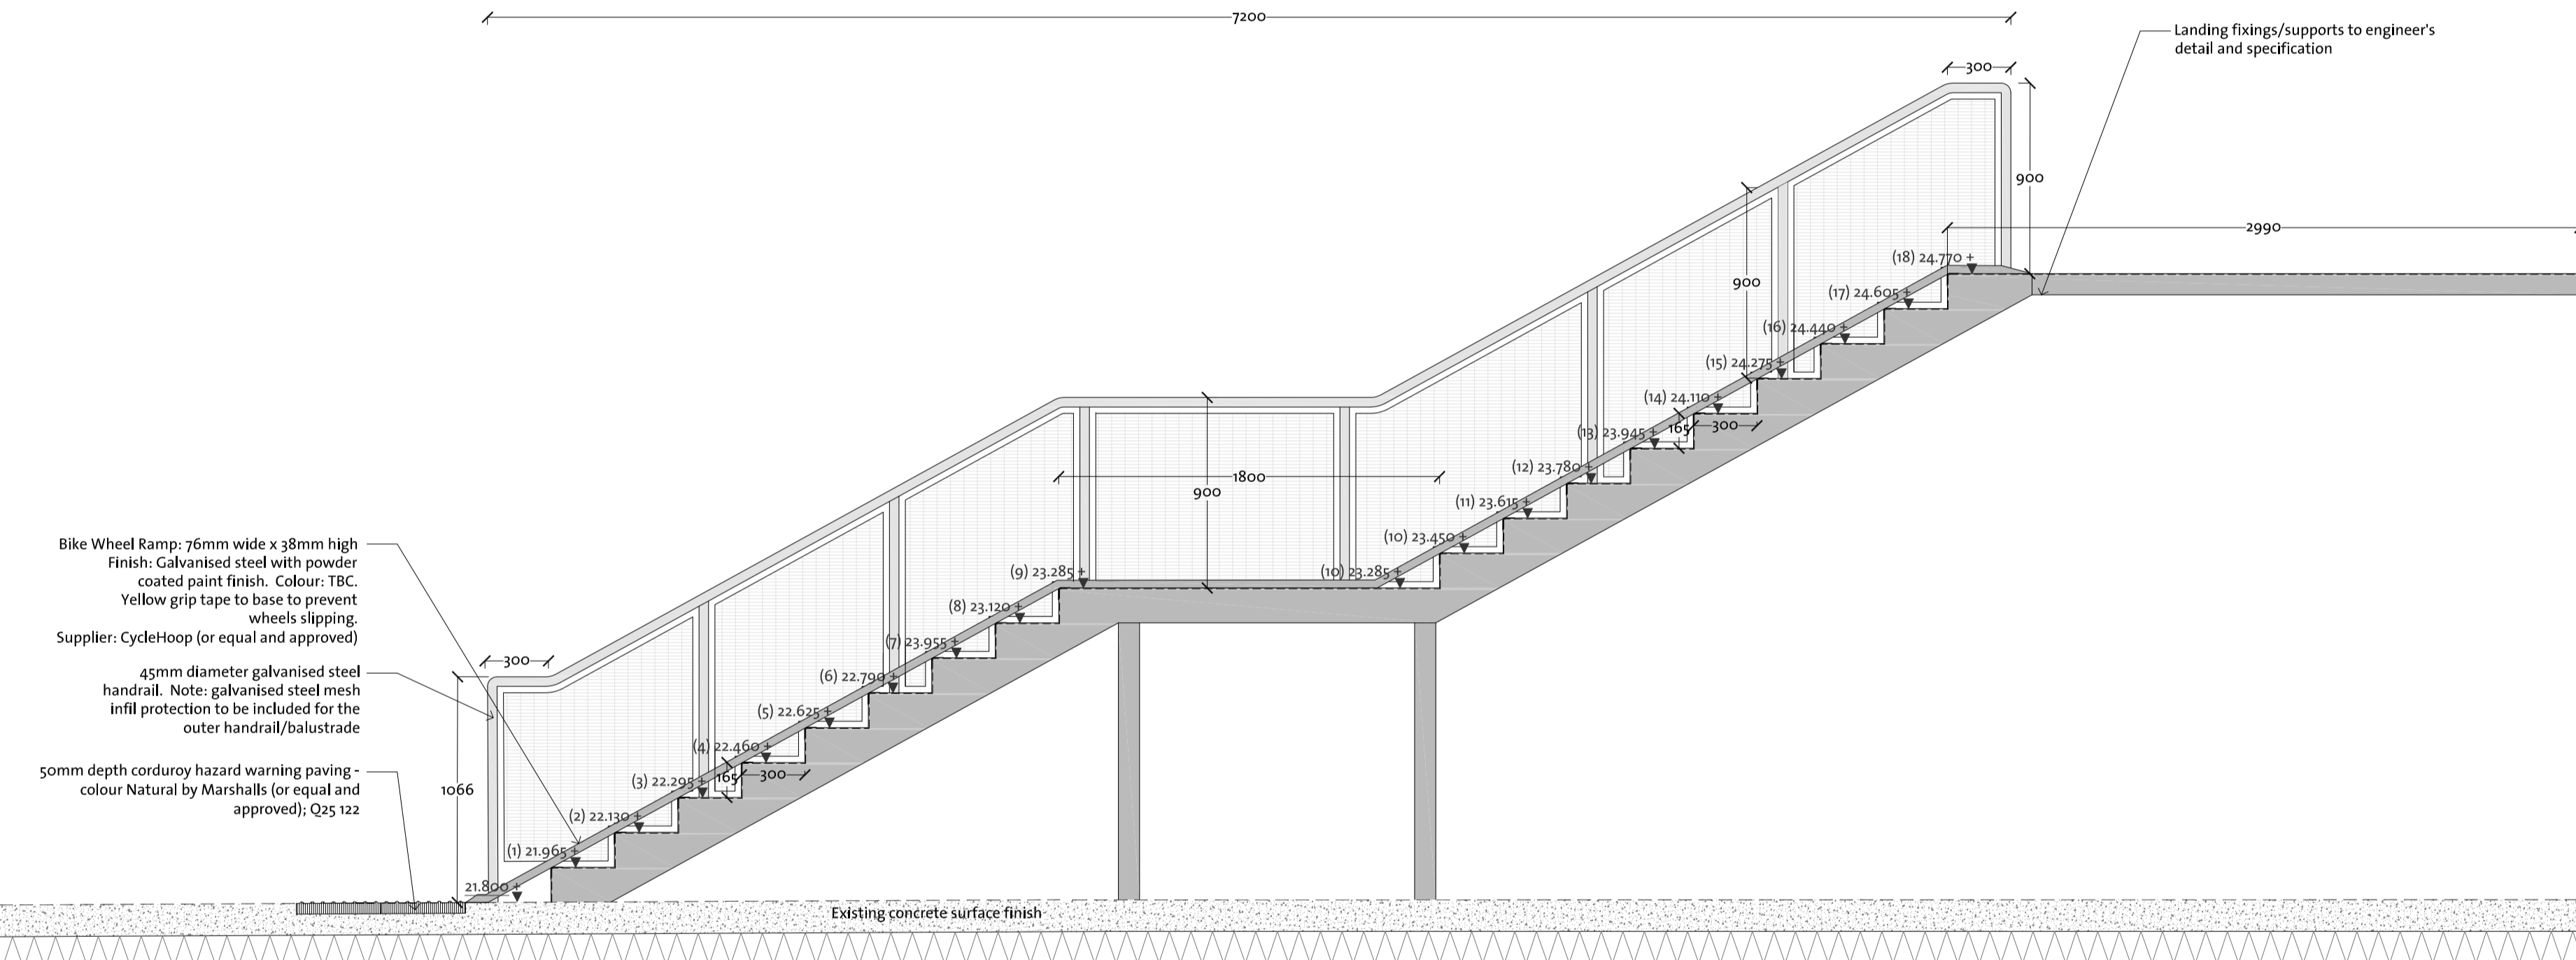 7200
Landing fixings/supports to engineer's
detail and specification
300
900
2990
(18) 24.770
(17) 24.605
900
(16) 24.440
(15) 24.275
(14) 24.110
165
300
(13) 23.945
(12) 23.780
1800
900
(11) 23.615
(10) 23.450
(10) 23.285
(9) 23.285
(8) 23.120
(7) 23.955
(6) 22.790
(5) 22.625
(4) 22.460
165
300
(3) 22.295
(2) 22.130
(1) 21.965
21.800
Bike Wheel Ramp: 76mm wide x 38mm high
Finish: Galvanised steel with powder
coated paint finish. Colour: TBC.
Yellow grip tape to base to prevent
wheels slipping.
Supplier: CycleHoop (or equal and approved)
300
45mm diameter galvanised steel
handrail. Note: galvanised steel mesh
infil protection to be included for the
outer handrail/balustrade
50mm depth corduroy hazard warning paving -
colour Natural by Marshalls (or equal and
approved); Q25 122
1066
Existing concrete surface finish